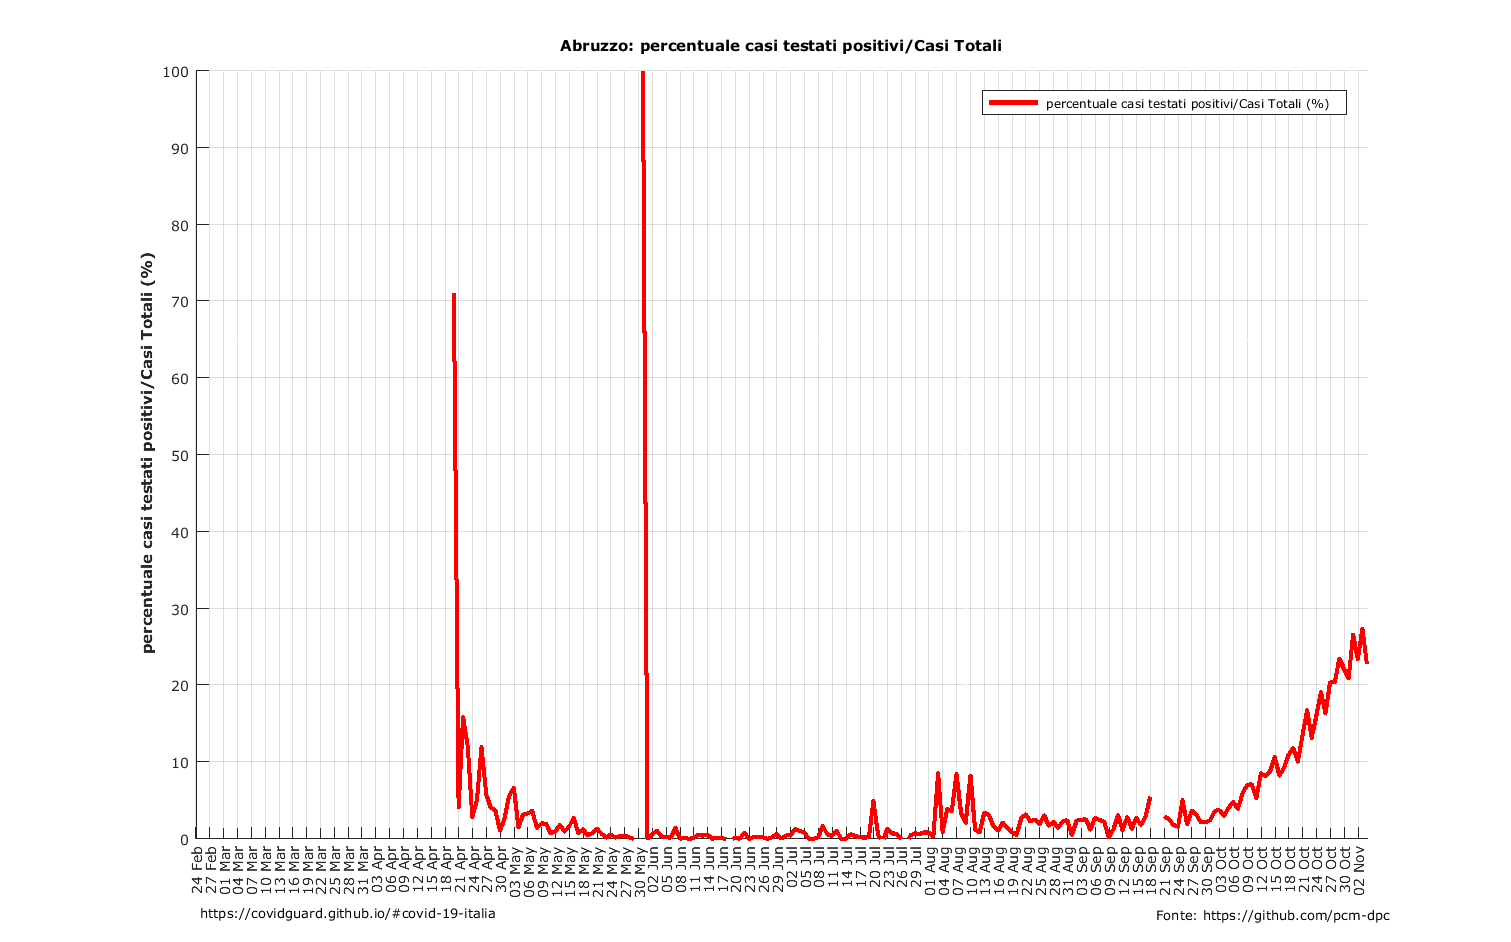 Abruzzo: percentuale casi testati positivi/Casi Totali
percentuale casi testati positivi/Casi Totali (%)
percentuale casi testati positivi/Casi Totali (%)
100
90
80
70
60
50
40
30
20
10
0
24 Feb
27 Feb
01 Mar
04 Mar
07 Mar
10 Mar
13 Mar
16 Mar
19 Mar
22 Mar
25 Mar
28 Mar
31 Mar
03 Apr
06 Apr
09 Apr
12 Apr
15 Apr
18 Apr
21 Apr
24 Apr
27 Apr
30 Apr
03 May
06 May
09 May
12 May
15 May
18 May
21 May
24 May
27 May
30 May
02 Jun
05 Jun
08 Jun
11 Jun
14 Jun
17 Jun
20 Jun
23 Jun
26 Jun
29 Jun
02 Jul
05 Jul
08 Jul
11 Jul
14 Jul
17 Jul
20 Jul
23 Jul
26 Jul
29 Jul
01 Aug
04 Aug
07 Aug
10 Aug
13 Aug
16 Aug
19 Aug
22 Aug
25 Aug
28 Aug
31 Aug
03 Sep
06 Sep
09 Sep
12 Sep
15 Sep
18 Sep
21 Sep
24 Sep
27 Sep
30 Sep
03 Oct
06 Oct
09 Oct
12 Oct
15 Oct
18 Oct
21 Oct
24 Oct
27 Oct
30 Oct
02 Nov
https://covidguard.github.io/#covid-19-italia
Fonte: https://github.com/pcm-dpc